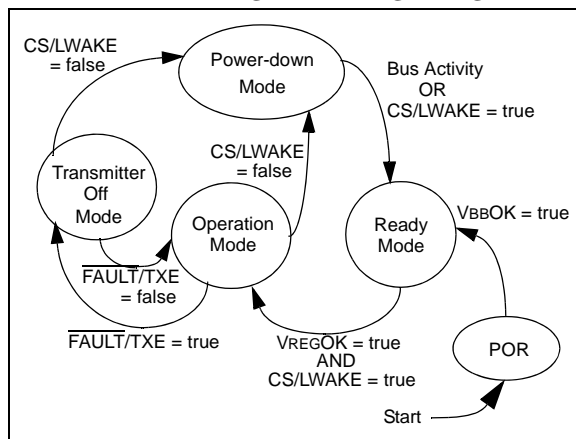 CS/LWAKE
= false
Power-down
Mode
Bus Activity
OR
CS/LWAKE = true
CS/LWAKE
= false
Transmitter
Off
Mode
Operation
Mode
Ready
Mode
VBBOK = true
FAULT/TXE
= false
FAULT/TXE = true
VREGOK = true
AND
CS/LWAKE = true
POR
Start